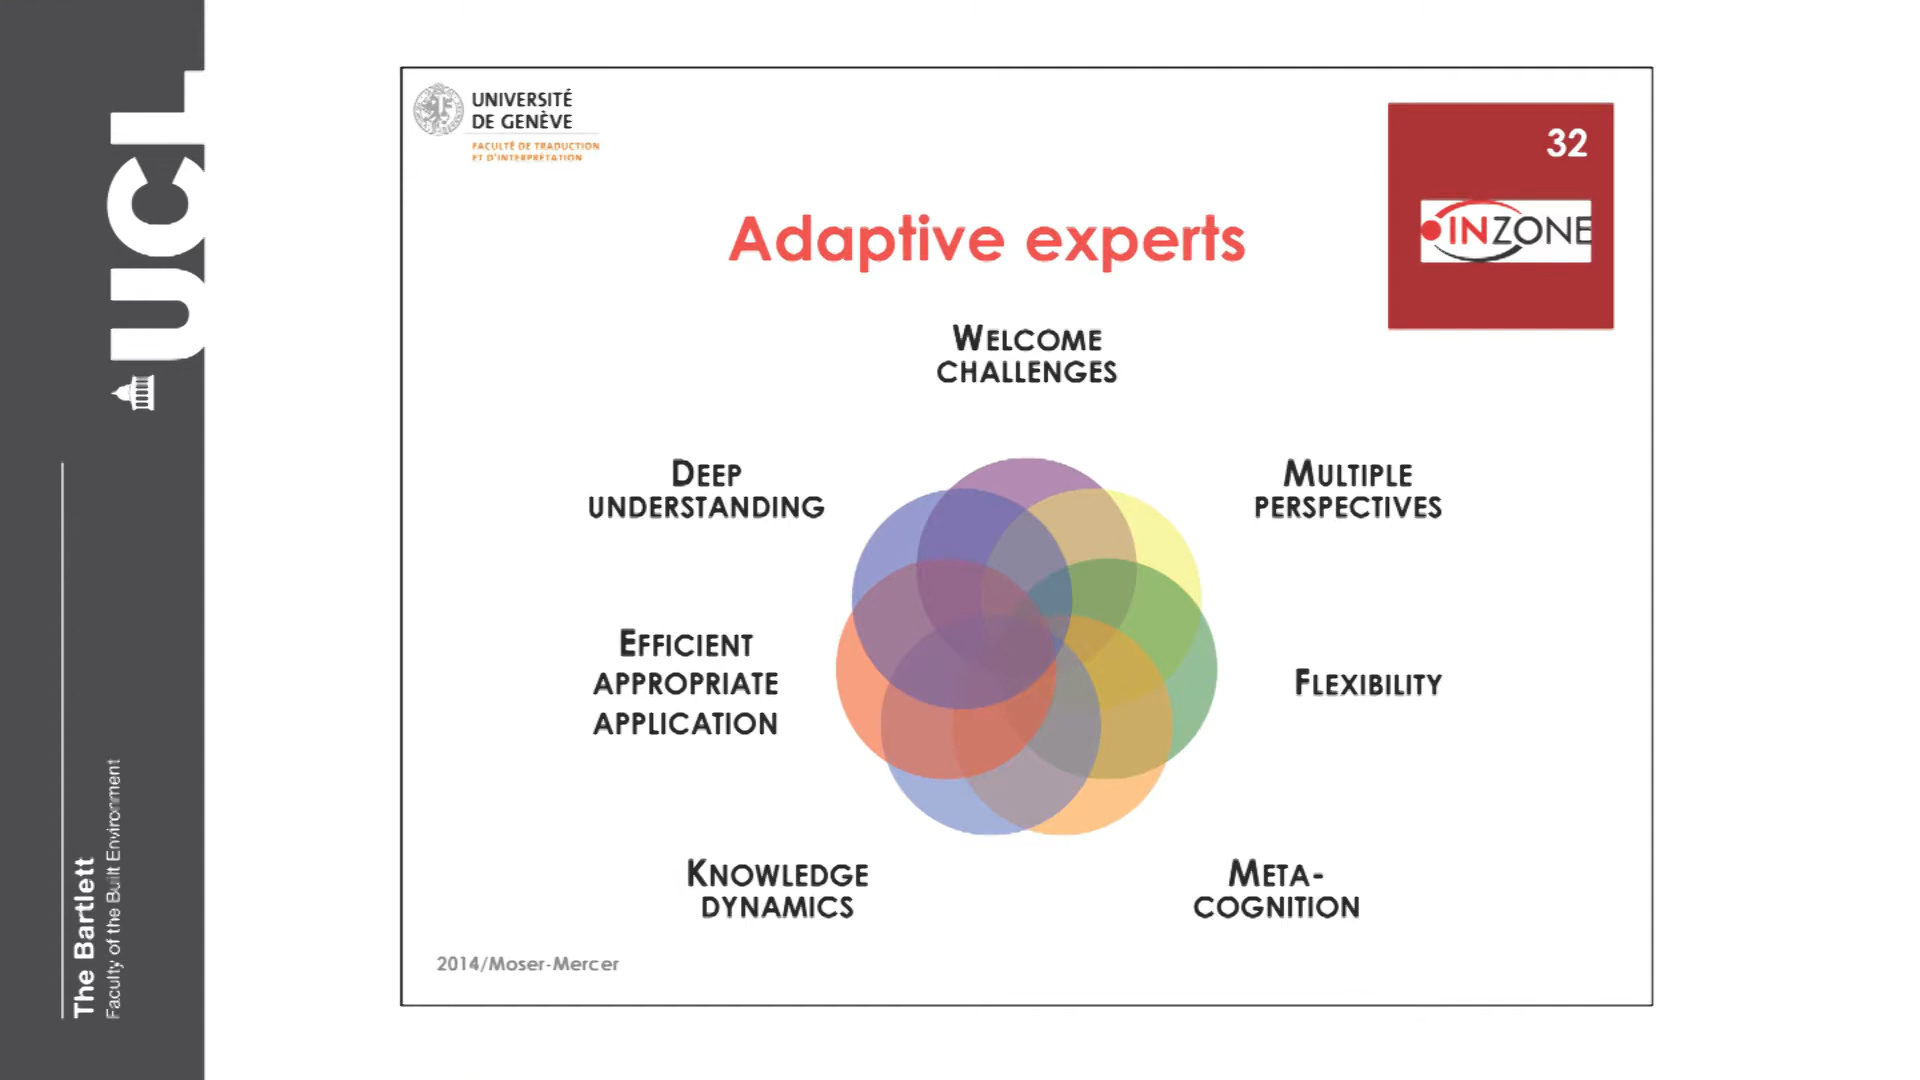 UCL
The Bartlett
Faculty of the Built Environment
UNIVERSITÉ
DE GENÈVE
FACULTÉ DE TRADUCTION
ET D'INTERPRÉTATION
32
INZONE
Adaptive experts
WELCOME
CHALLENGES
DEEP
UNDERSTANDING
MULTIPLE
PERSPECTIVES
EFFICIENT
APPROPRIATE
APPLICATION
FLEXIBILITY
KNOWLEDGE
DYNAMICS
META-
COGNITION
2014/Moser-Mercer